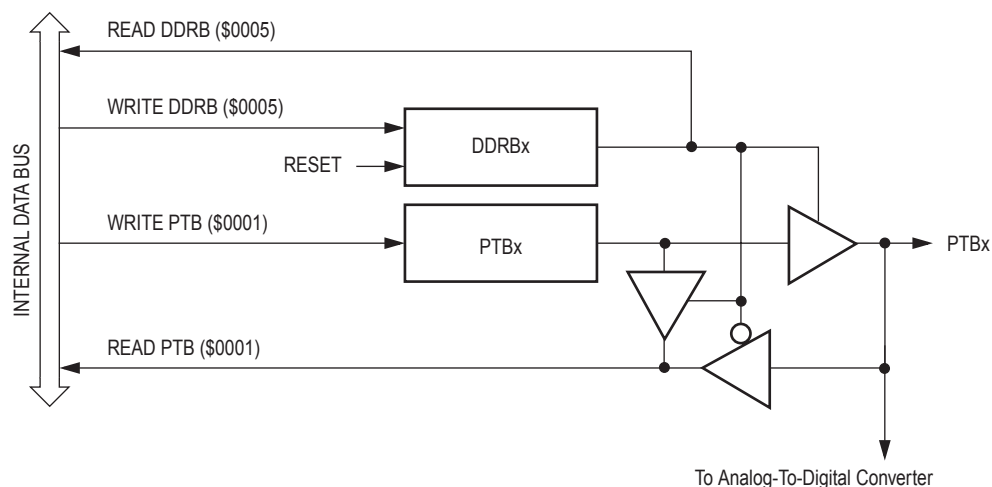 READ DDRB ($0005)
WRITE DDRB ($0005)
DDRBx
RESET
INTERNAL DATA BUS
WRITE PTB ($0001)
PTBx
PTBx
READ PTB ($0001)
To Analog-To-Digital Converter